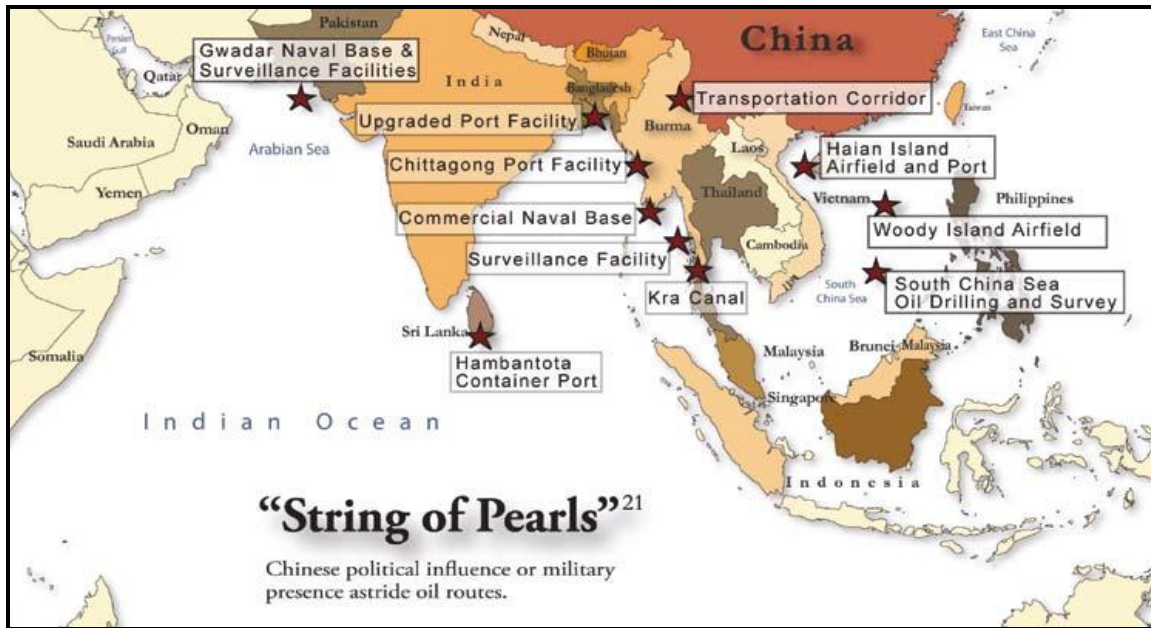 Pakistan
Nepal
China
East China
Sea
Persian
Gulf
Gwadar Naval Base &
Surveillance Facilities
Bhutan
Qatar
India
Bangladesh
Transportation Corridor
Taiwan
Oman
Upgraded Port Facility
Burma
Saudi Arabia
Arabian Sea
Laos
Haian Island
Airfield and Port
Chittagong Port Facility
Thailand
Yemen
Vietnam
Philippines
Commercial Naval Base
Woody Island Airfield
Cambodia
Surveillance Facility
South
China Sea
South China Sea
Oil Drilling and Survey
Kra Canal
Sri Lanka
Somalia
Hambantota
Container Port
Malaysia
Brunei
Malaysia
Singapore
Indian Ocean
Indonesia
“String of Pearls”21
Chinese political influence or military
presence astride oil routes.